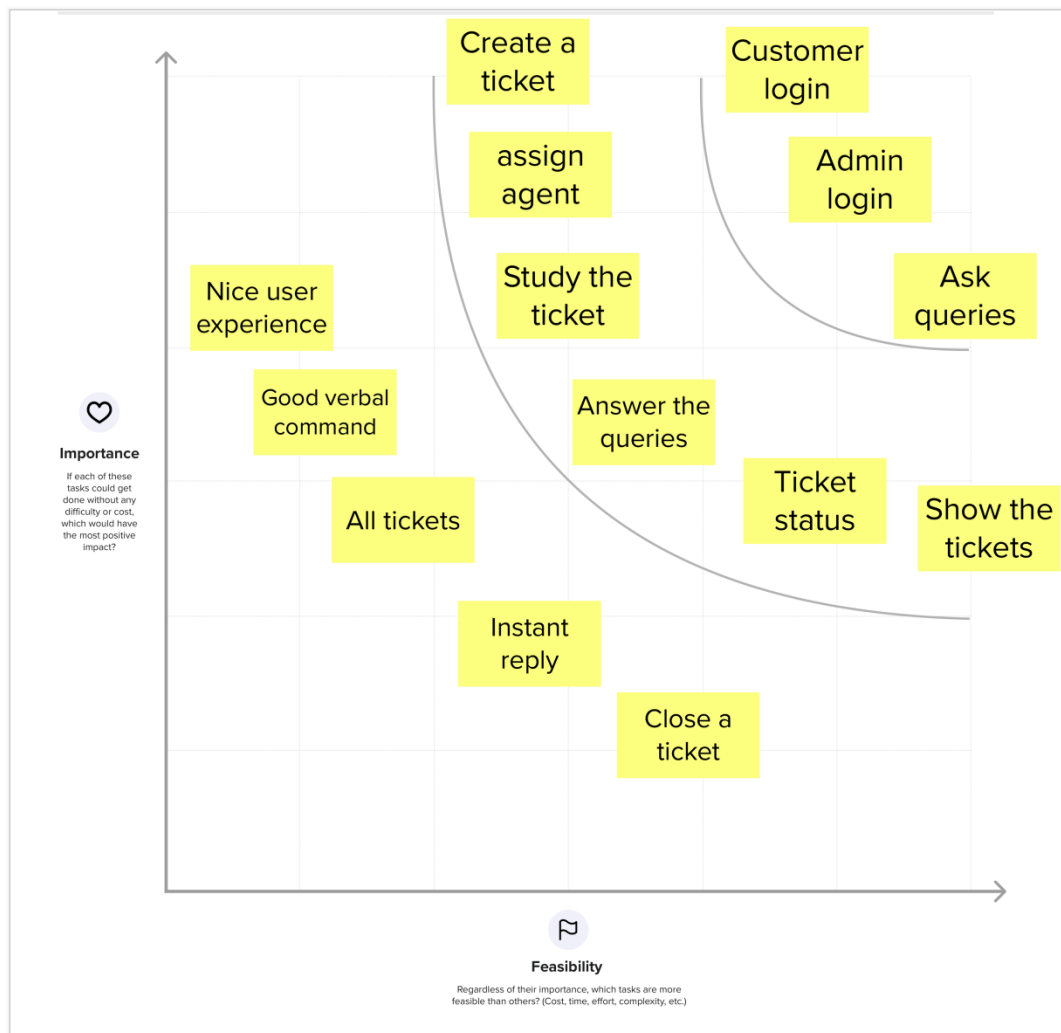 Create a
ticket
Customer
login
assign
agent
Admin
login
Study the
ticket
Ask
queries
Nice user
experience
Good verbal
command
Answer the
queries
Importance
If each of these
tasks could get
done without any
difficulty or cost,
which would have
the most positive
impact?
All tickets
Ticket
status
Show the
tickets
Instant
reply
Close a
ticket
Feasibility
Regardless of their importance, which tasks are more
feasible than others? (Cost, time, effort, complexity, etc.)